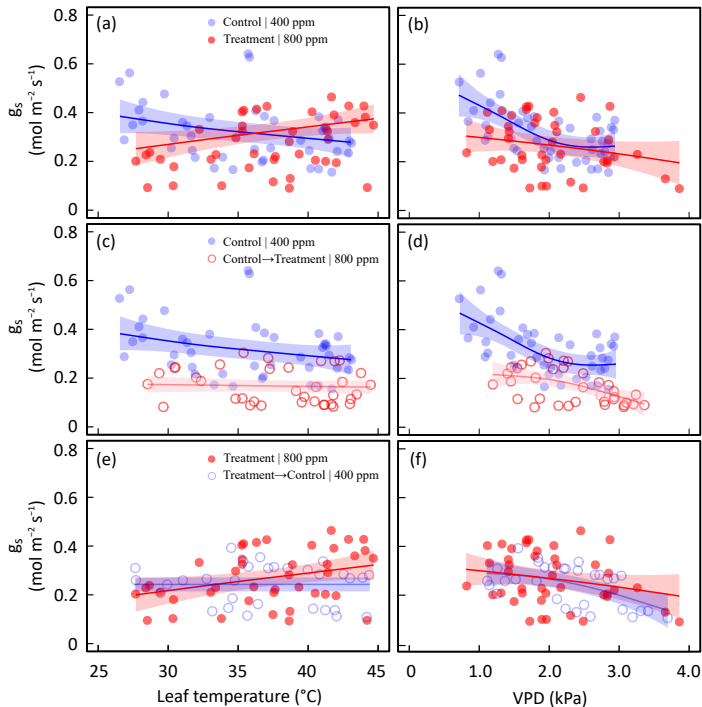 (a)
Control | 400 ppm
Treatment | 800 ppm
(b)
0.8
0.6
0.4
0.2
0
gs
(mol m−2 s−1)
(c)
Control | 400 ppm
Control→Treatment | 800 ppm
(d)
0.8
0.6
0.4
0.2
0
gs
(mol m−2 s−1)
(e)
Treatment | 800 ppm
Treatment→Control | 400 ppm
(f)
0.8
0.6
0.4
0.2
0
gs
(mol m−2 s−1)
25 30 35 40 45
0 0 1.0 2.0 3.0 4.0
Leaf temperature (°C)
VPD (kPa)